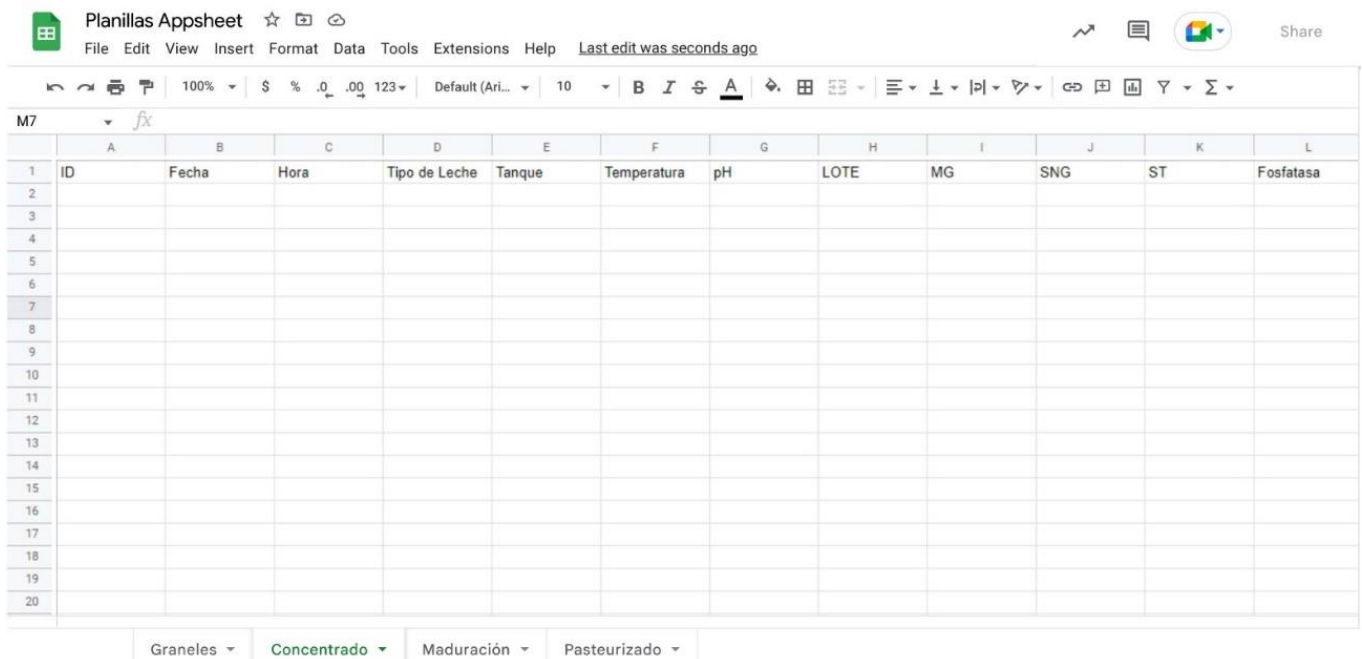 Planillas Appsheet
File Edit View Insert Format Data Tools Extensions Help Last edit was seconds ago
Share
100% $ % .0 .00 123 Default (Ari... 10 B I S A
M7 fx
A B C D E F G H I J K L
1 ID Fecha Hora Tipo de Leche Tanque Temperatura pH LOTE MG SNG ST Fosfatasa
2
3
4
5
6
7
8
9
10
11
12
13
14
15
16
17
18
19
20
Graneles Concentrado Maduración Pasteurizado